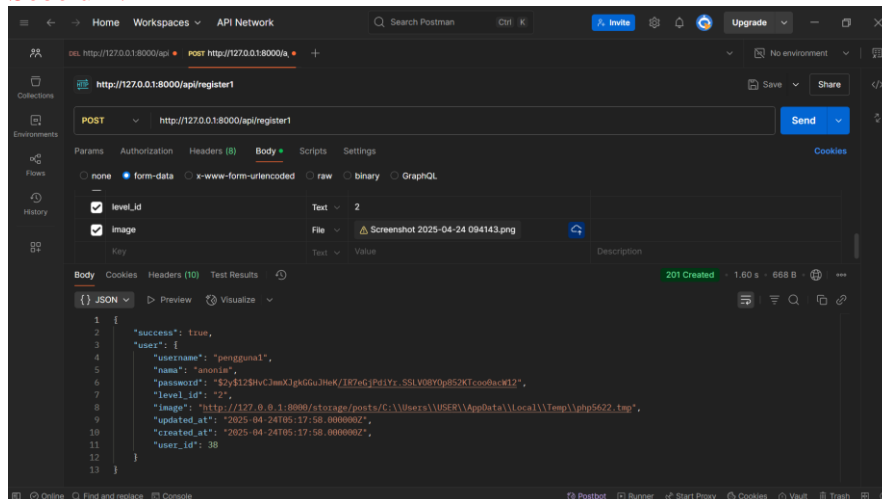 Home Workspaces API Network Search Postman Ctrl K Invite Upgrade
DEL http://127.0.0.1:8000/api POST http://127.0.0.1:8000/a, No environment
HTTP http://127.0.0.1:8000/api/register1 Save Share
Collections
POST http://127.0.0.1:8000/api/register1 Send
Environments
Params Authorization Headers (8) Body Scripts Settings Cookies
Flows
none form-data x-www-form-urlencoded raw binary GraphQL
History
level_id Text 2
image File Screenshot 2025-04-24 094143.png
Key Text Value Description
Body Cookies Headers (10) Test Results 201 Created 1.60 s 668 B
{} JSON Preview Visualize
1 {
2 "success": true,
3 "user": {
4 "username": "pengguna1",
5 "nama": "anonim",
6 "password":
7 "level_id": "2",
8 "image": "http://127.0.0.1:8000/storage/posts/C:\\Users\\USER\\AppData\\Local\\Temp\\php5622.tmp",
9 "updated_at": "2025-04-24T05:17:58.000000Z",
10 "created_at": "2025-04-24T05:17:58.000000Z",
11 "user_id": 38
12 }
13 }
Online Find and replace Console Postbot Runner Start Proxy Cookies Vault Trash